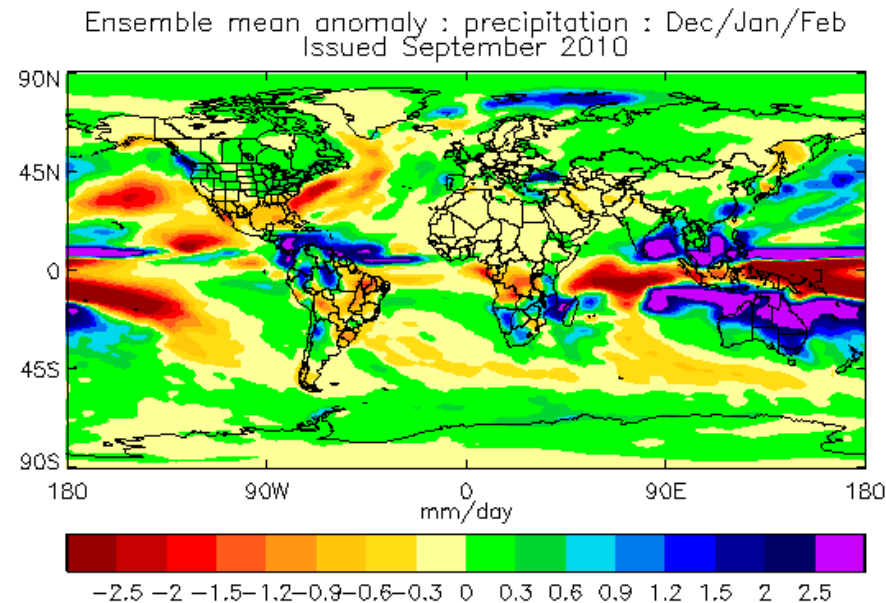 Ensemble mean anomaly : precipitation : Dec/Jan/Feb
Issued September 2010
90N
45N
0
45S
90S
180 90W 0 90E 180
mm/day
-2.5 -2 -1.5 -1.2 -0.9 -0.6 -0.3 0 0.3 0.6 0.9 1.2 1.5 2 2.5